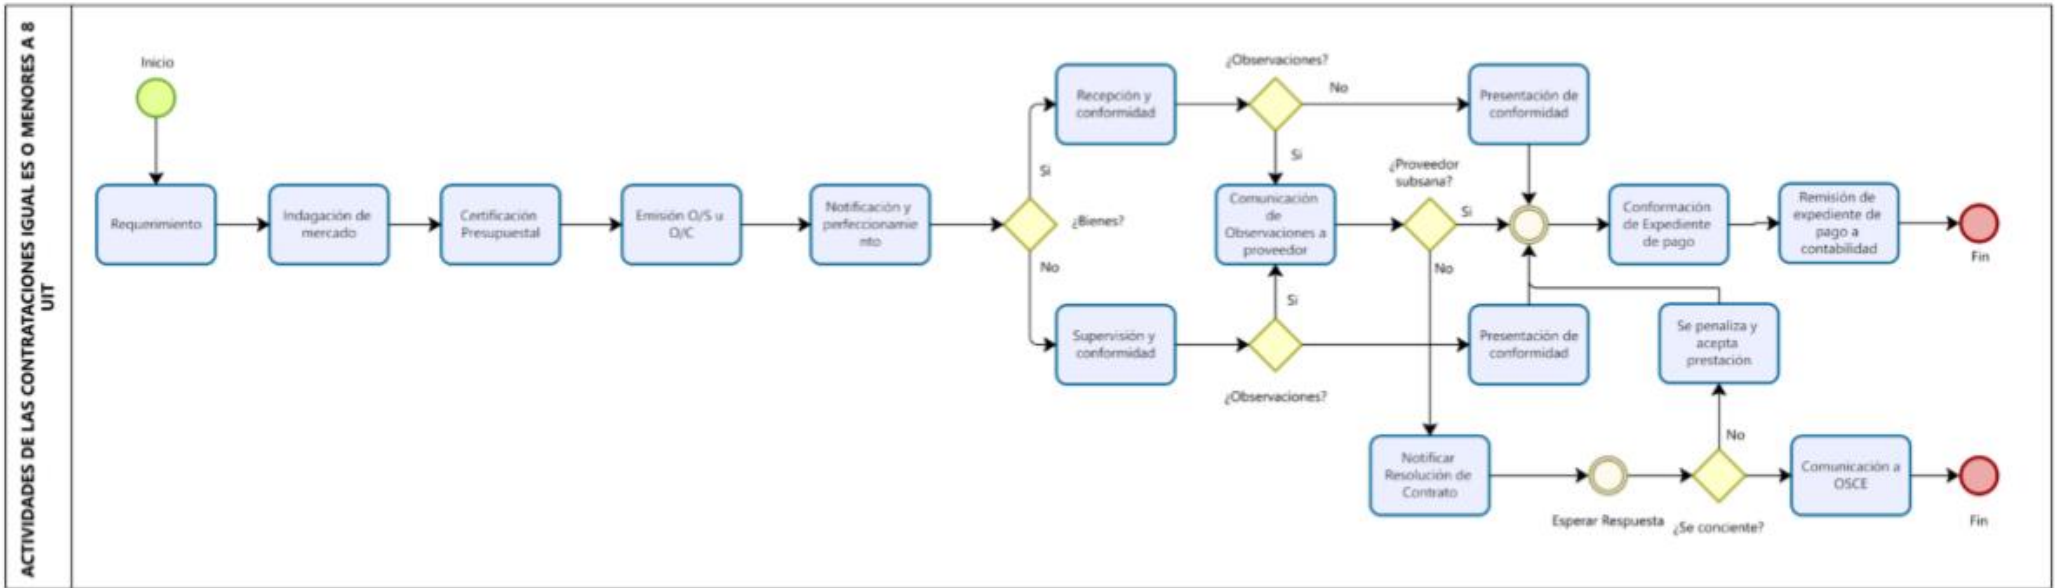 ACTIVIDADES DE LAS CONTRATACIONES IGUAL ES O MENORES A 8
UIT
Inicio
Requerimiento
Indagación de
mercado
Certificación
Presupuestal
Emisión O/S u
O/C
Notificación y
perfeccionamie
nto
¿Bienes?
Si
No
Recepción y
conformidad
¿Observaciones?
No
Si
Presentación de
conformidad
Comunicación
de
Observaciones a
proveedor
¿Proveedor
subsana?
Si
No
Conformación
de Expediente
de pago
Remisión de
expediente de
pago a
contabilidad
Fin
Supervisión y
conformidad
Si
¿Observaciones?
Presentación de
conformidad
Se penaliza y
acepta
prestación
No
Notificar
Resolución de
Contrato
Esperar Respuesta
¿Se conciente?
Comunicación a
OSCE
Fin